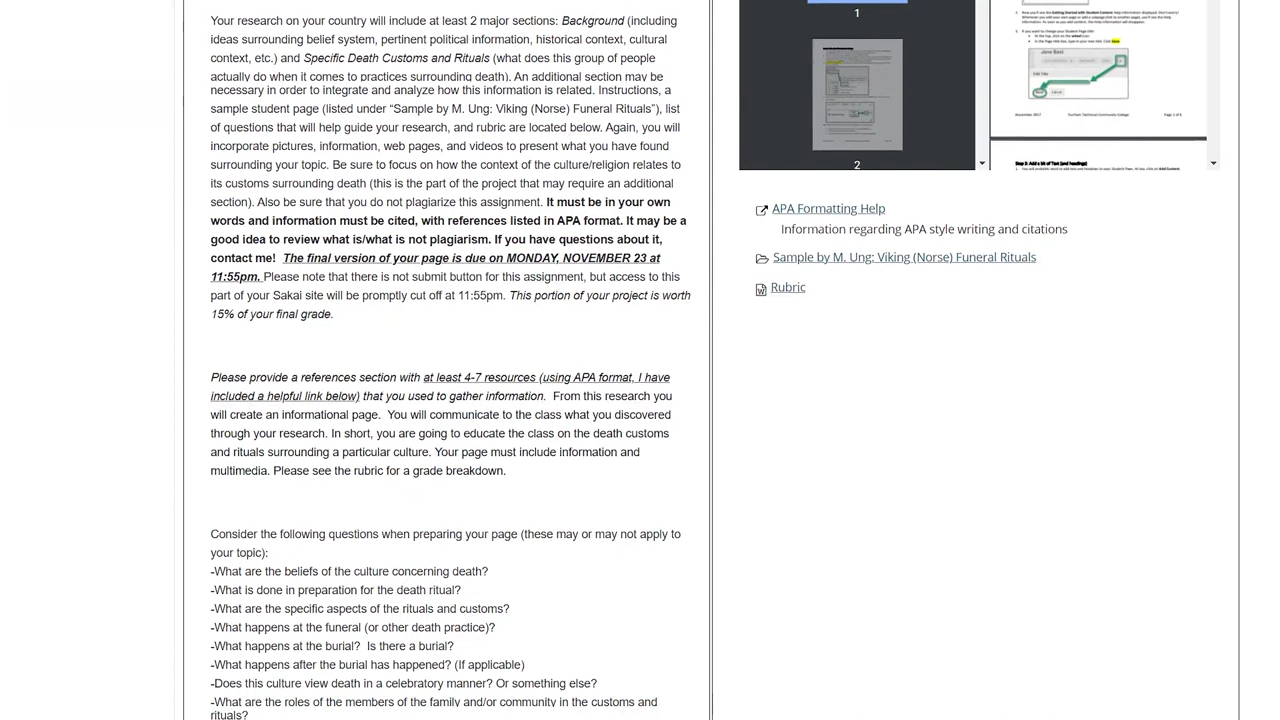 Your research on your page will include at least 2 major sections: Background (including
ideas surrounding beliefs, important political information, historical context, cultural
context, etc.) and Specific Death Customs and Rituals (what does this group of people
actually do when it comes to practices surrounding death). An additional section may be
necessary in order to integrate and analyze how this information is related. Instructions, a
sample student page (listed under “Sample by M. Ung: Viking (Norse) Funeral Rituals”), list
of questions that will help guide your research, and rubric are located below. Again, you will
incorporate pictures, information, web pages, and videos to present what you have found
surrounding your topic. Be sure to focus on how the context of the culture/religion relates to
its customs surrounding death (this is the part of the project that may require an additional
section). Also be sure that you do not plagiarize this assignment. It must be in your own
words and information must be cited, with references listed in APA format. It may be a
good idea to review what is/what is not plagiarism. If you have questions about it,
contact me! The final version of your page is due on MONDAY, NOVEMBER 23 at
11:55pm. Please note that there is not submit button for this assignment, but access to this
part of your Sakai site will be promptly cut off at 11:55pm. This portion of your project is worth
15% of your final grade.
Please provide a references section with at least 4-7 resources (using APA format, I have
included a helpful link below) that you used to gather information. From this research you
will create an informational page. You will communicate to the class what you discovered
through your research. In short, you are going to educate the class on the death customs
and rituals surrounding a particular culture. Your page must include information and
multimedia. Please see the rubric for a grade breakdown.
Consider the following questions when preparing your page (these may or may not apply to
your topic):
-What are the beliefs of the culture concerning death?
-What is done in preparation for the death ritual?
-What are the specific aspects of the rituals and customs?
-What happens at the funeral (or other death practice)?
-What happens at the burial? Is there a burial?
-What happens after the burial has happened? (If applicable)
-Does this culture view death in a celebratory manner? Or something else?
-What are the roles of the members of the family and/or community in the customs and
rituals?
1
2
November 2017 Durham Technical Community College Page 1 of 6
Step 3: Add a bit of Text (and headings)
APA Formatting Help
Information regarding APA style writing and citations
Sample by M. Ung: Viking (Norse) Funeral Rituals
Rubric